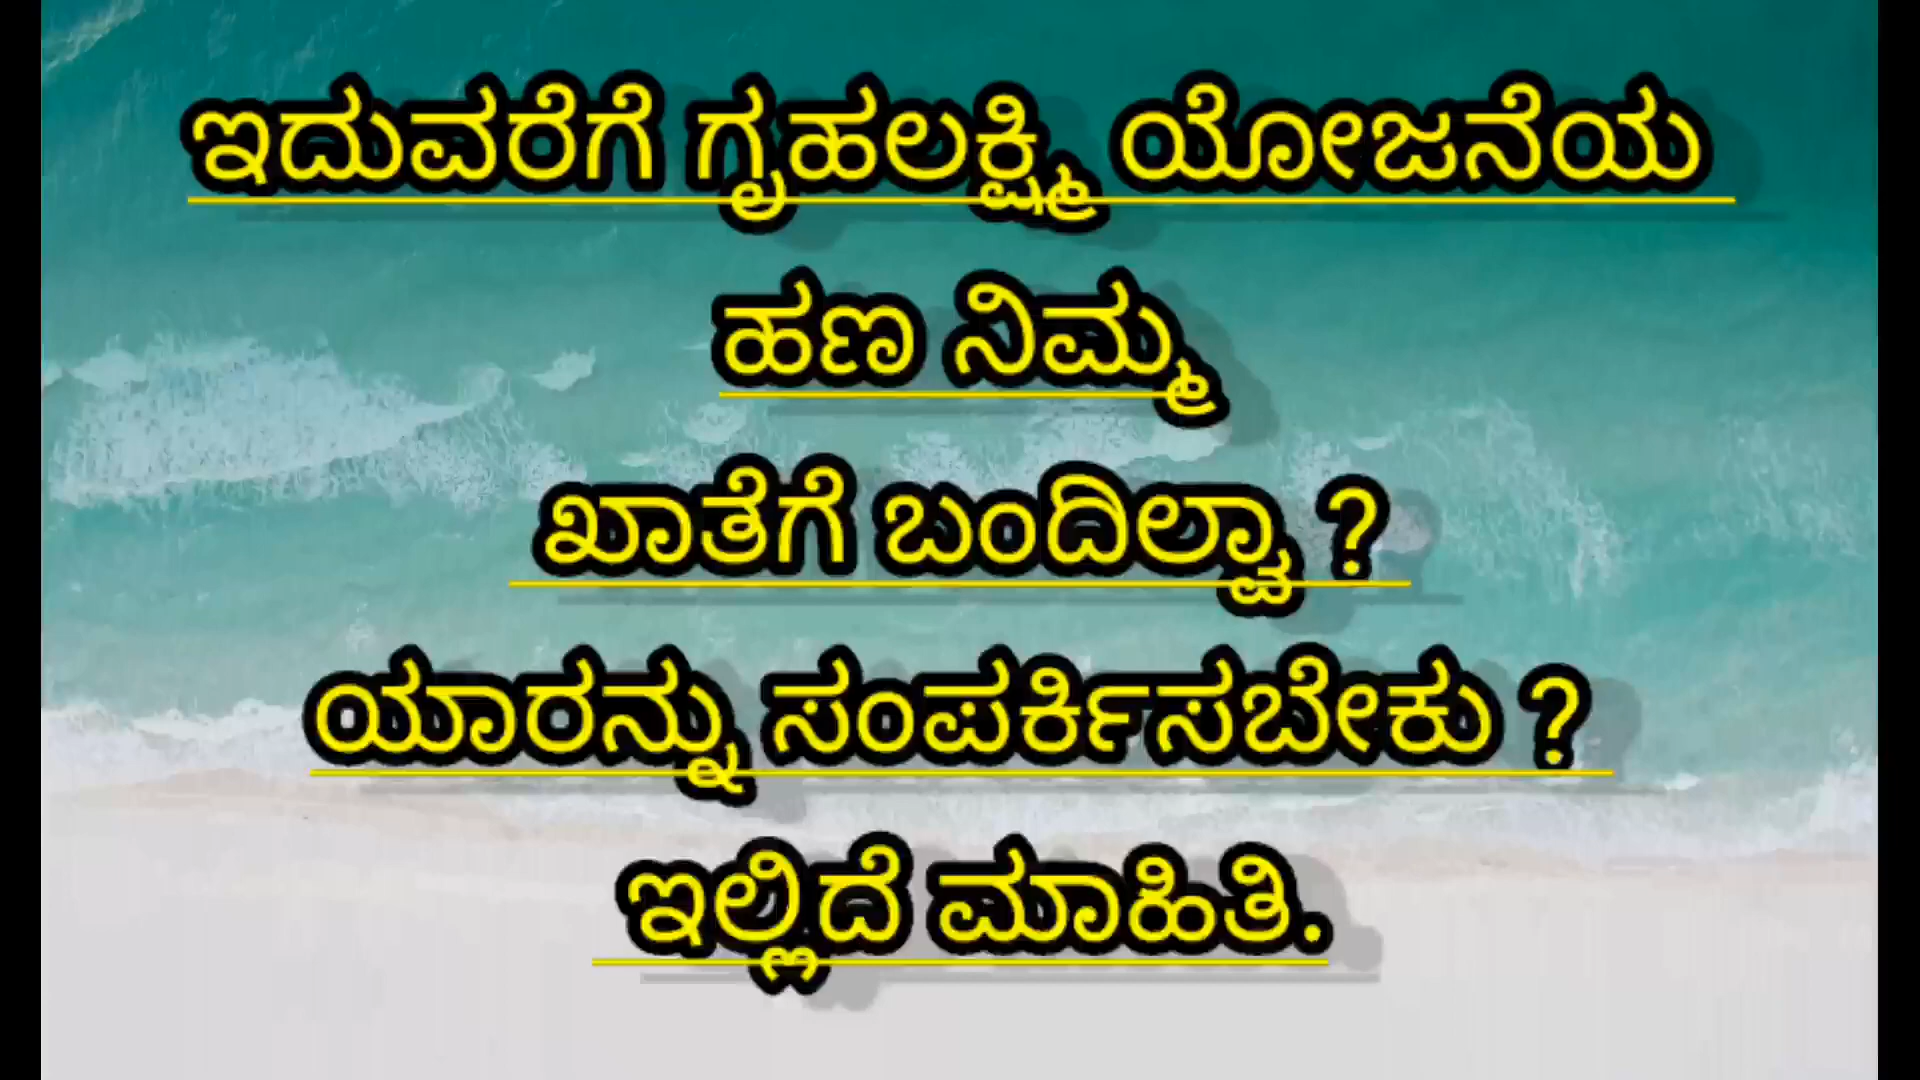 ಇದುವರೆಗೆ ಗೃಹಲಕ್ಷ್ಮಿ ಯೋಜನೆಯ
ಹಣ ನಿಮ್ಮ
ಖಾತೆಗೆ ಬಂದಿಲ್ವಾ ?
ಯಾರನ್ನು ಸಂಪರ್ಕಿಸಬೇಕು ?
ಇಲ್ಲಿದೆ ಮಾಹಿತಿ.